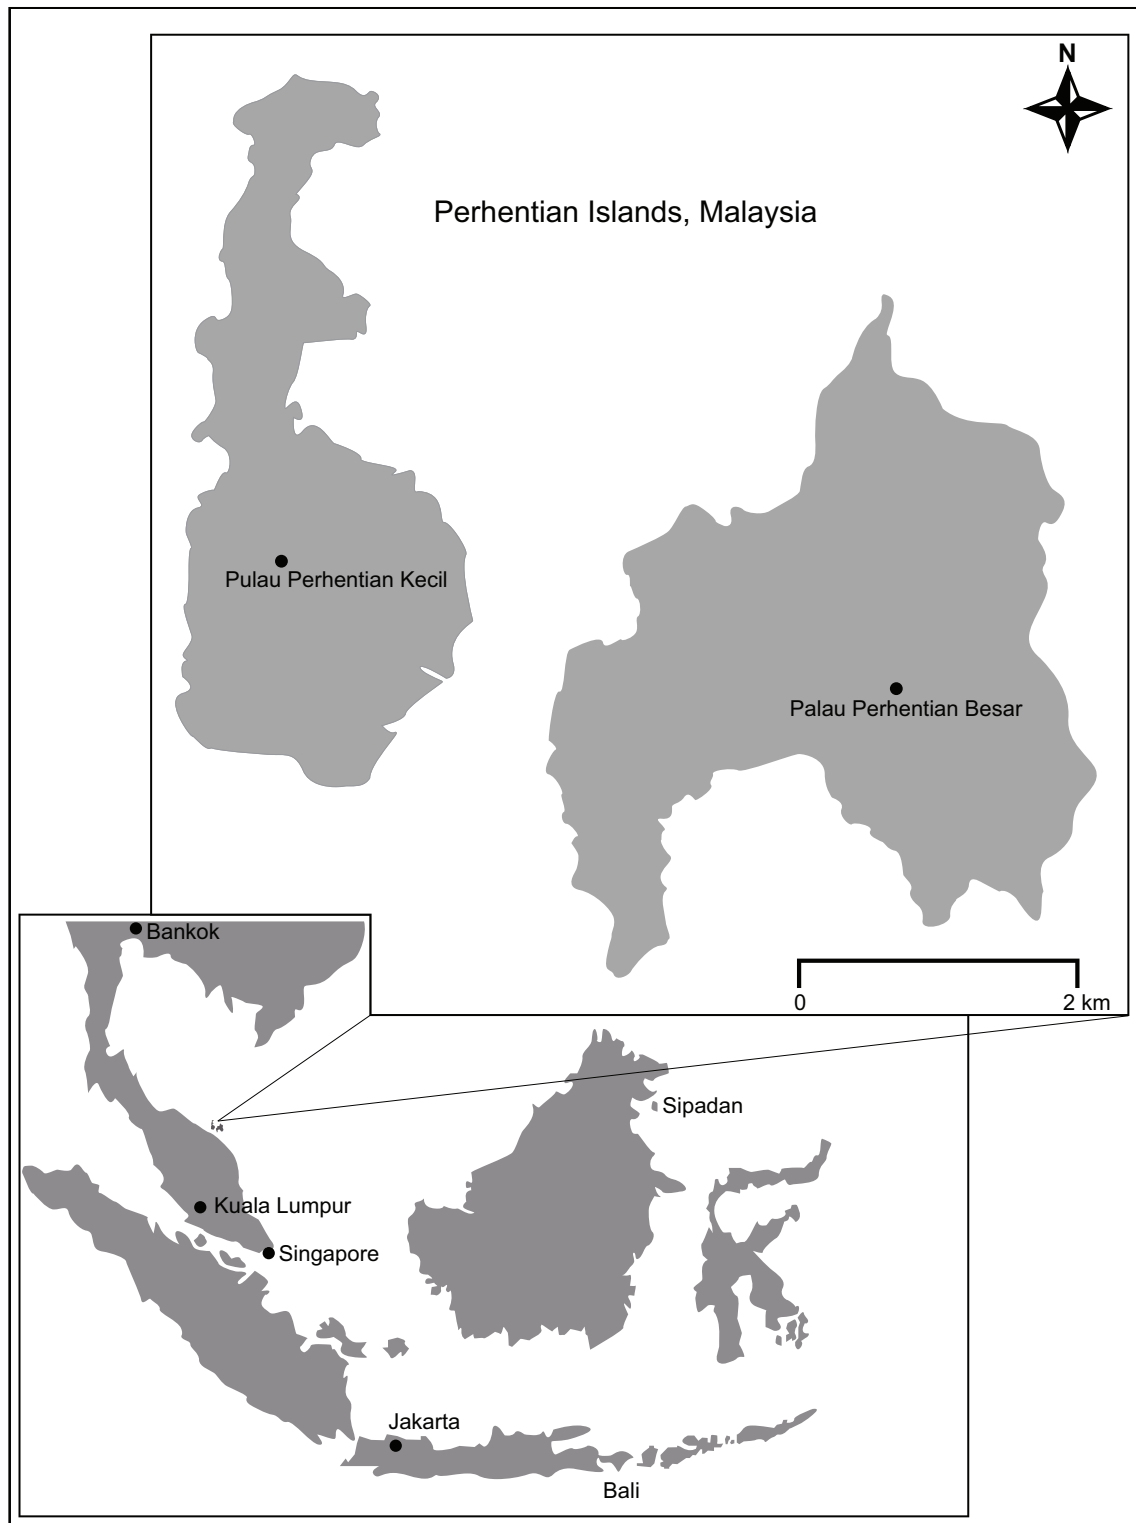 N
Perhentian Islands, Malaysia
Pulau Perhentian Kecil
Palau Perhentian Besar
Bankok
0
2 km
Sipadan
Kuala Lumpur
Singapore
Jakarta
Bali